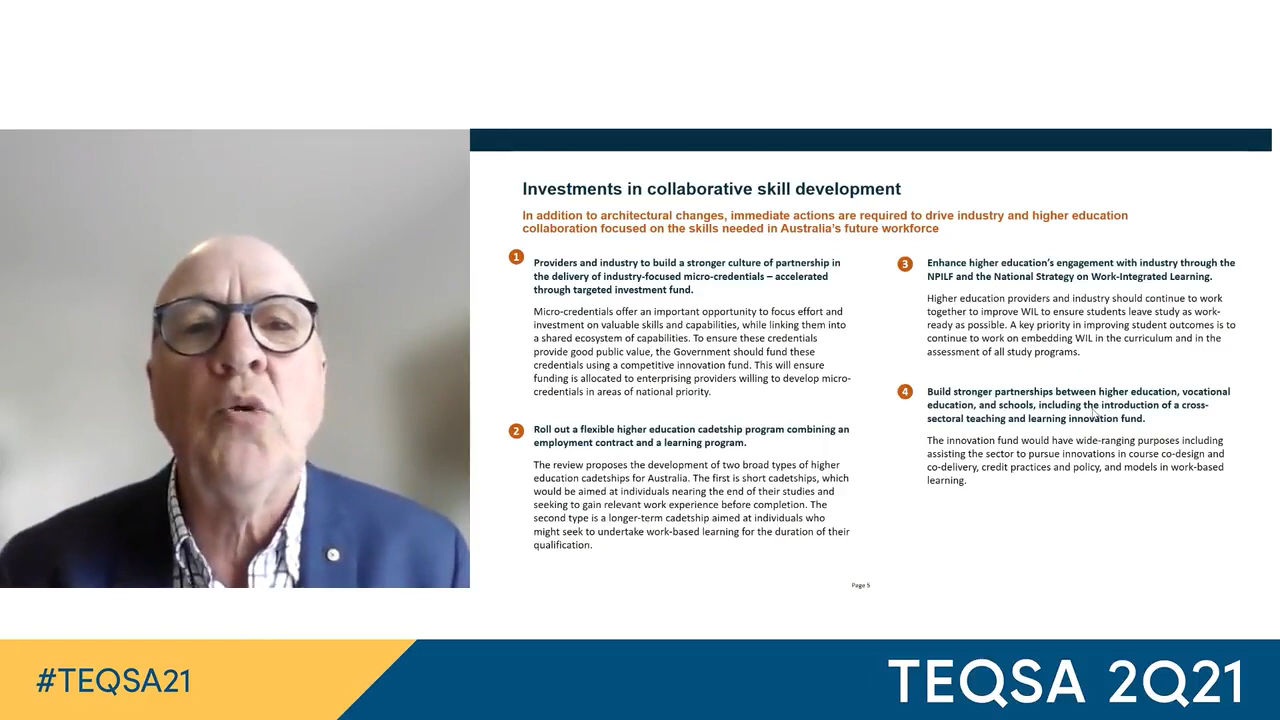 Investments in collaborative skill development
In addition to architectural changes, immediate actions are required to drive industry and higher education
collaboration focused on the skills needed in Australia's future workforce
1
Providers and industry to build a stronger culture of partnership in
the delivery of industry-focused micro-credentials – accelerated
through targeted investment fund.
Micro-credentials offer an important opportunity to focus effort and
investment on valuable skills and capabilities, while linking them into
a shared ecosystem of capabilities. To ensure these credentials
provide good public value, the Government should fund these
credentials using a competitive innovation fund. This will ensure
funding is allocated to enterprising providers willing to develop micro-
credentials in areas of national priority.
2
Roll out a flexible higher education cadetship program combining an
employment contract and a learning program.
The review proposes the development of two broad types of higher
education cadetships for Australia. The first is short cadetships, which
would be aimed at individuals nearing the end of their studies and
seeking to gain relevant work experience before completion. The
second type is a longer-term cadetship aimed at individuals who
might seek to undertake work-based learning for the duration of their
qualification.
3
Enhance higher education's engagement with industry through the
NPILF and the National Strategy on Work-Integrated Learning.
Higher education providers and industry should continue to work
together to improve WIL to ensure students leave study as work-
ready as possible. A key priority in improving student outcomes is to
continue to work on embedding WIL in the curriculum and in the
assessment of all study programs.
4
Build stronger partnerships between higher education, vocational
education, and schools, including the introduction of a cross-
sectoral teaching and learning innovation fund.
The innovation fund would have wide-ranging purposes including
assisting the sector to pursue innovations in course co-design and
co-delivery, credit practices and policy, and models in work-based
learning.
Page 5
#TEQSA21
TEQSA 2Q21